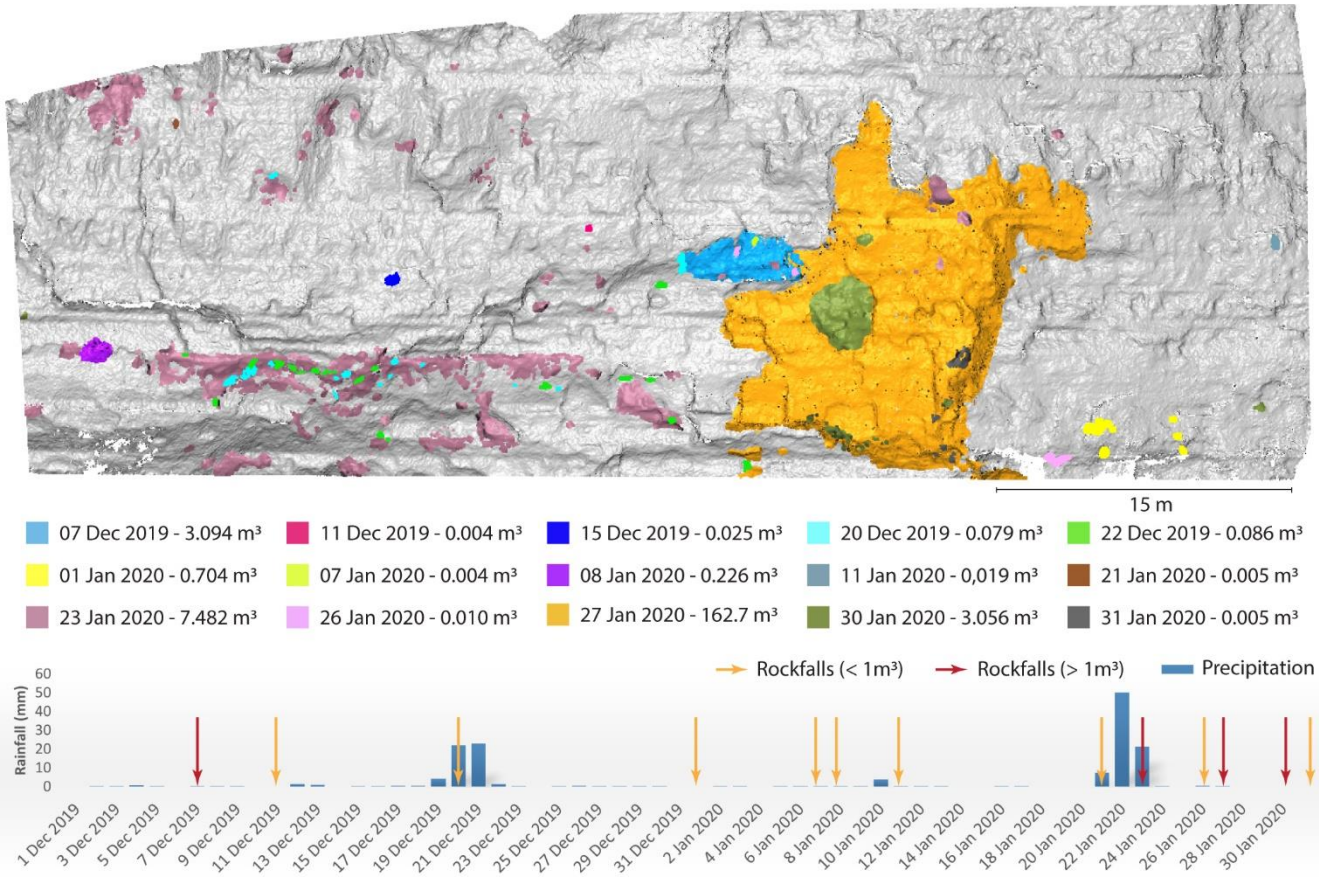 15 m
07 Dec 2019 - 3.094 m³ 11 Dec 2019 - 0.004 m³ 15 Dec 2019 - 0.025 m³ 20 Dec 2019 - 0.079 m³ 22 Dec 2019 - 0.086 m³
01 Jan 2020 - 0.704 m³ 07 Jan 2020 - 0.004 m³ 08 Jan 2020 - 0.226 m³ 11 Jan 2020 - 0,019 m³ 21 Jan 2020 - 0.005 m³
23 Jan 2020 - 7.482 m³ 26 Jan 2020 - 0.010 m³ 27 Jan 2020 - 162.7 m³ 30 Jan 2020 - 3.056 m³ 31 Jan 2020 - 0.005 m³
Rockfalls (< 1m³) Rockfalls (> 1m³) Precipitation
Rainfall (mm)
60
50
40
30
20
10
0
1 Dec 2019
3 Dec 2019
5 Dec 2019
7 Dec 2019
9 Dec 2019
11 Dec 2019
13 Dec 2019
15 Dec 2019
17 Dec 2019
19 Dec 2019
21 Dec 2019
23 Dec 2019
25 Dec 2019
27 Dec 2019
29 Dec 2019
31 Dec 2019
2 Jan 2020
4 Jan 2020
6 Jan 2020
8 Jan 2020
10 Jan 2020
12 Jan 2020
14 Jan 2020
16 Jan 2020
18 Jan 2020
20 Jan 2020
22 Jan 2020
24 Jan 2020
26 Jan 2020
28 Jan 2020
30 Jan 2020